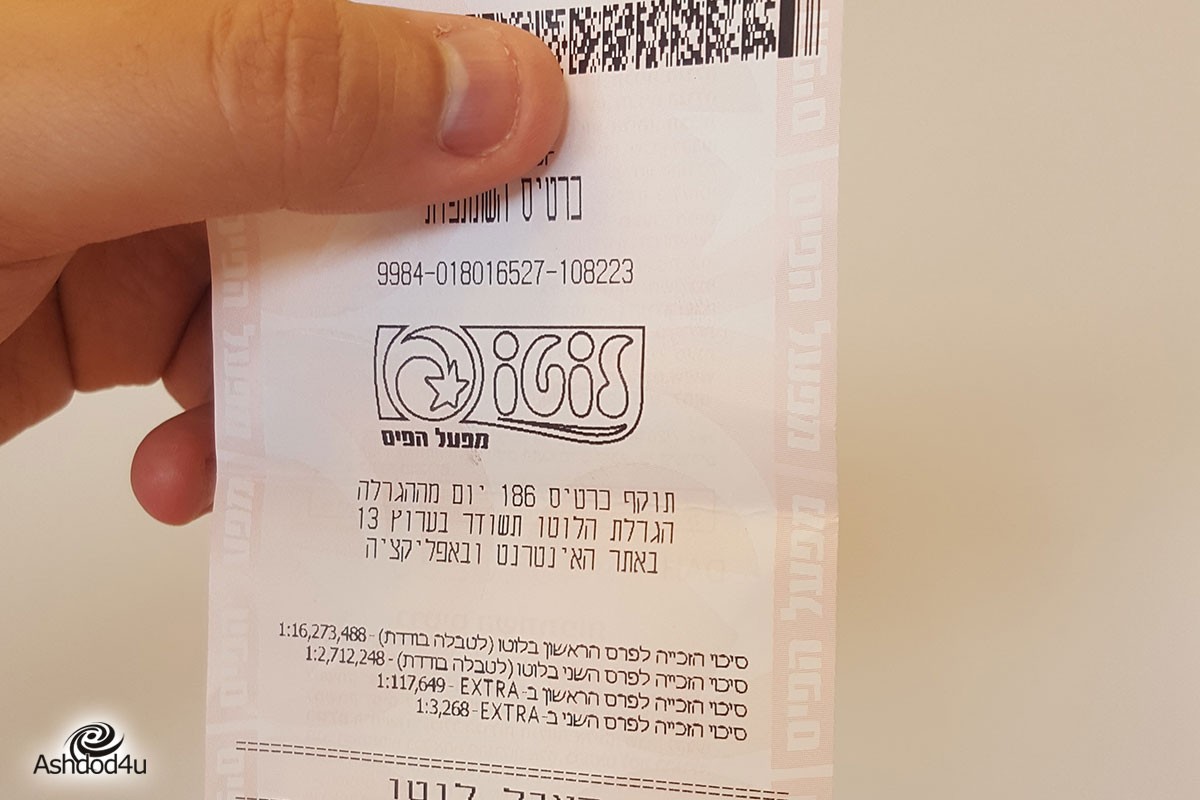 כרטיס השתתפות
9984-018016527-108223
לוטו
מפעל הפיס
תוקף כרטיס 186 יום מההגרלה
הגרלת הלוטו תשודר בערוץ 13
באתר האינטרנט ובאפליקציה
סיכוי הזכייה לפרס הראשון בלוטו (לטבלה בודדת) - 1:16,273,488
סיכוי הזכייה לפרס השני בלוטו (לטבלה בודדת) - 1:2,712,248
סיכוי הזכייה לפרס הראשון ב-EXTRA - 1:117,649
סיכוי הזכייה לפרס השני ב-EXTRA - 1:3,268
לוטו
Ashdod4u